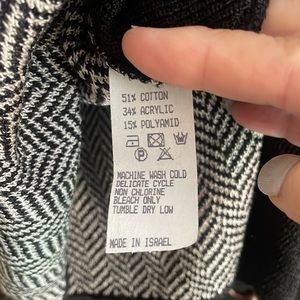 51% COTTON
34% ACRYLIC
15% POLYAMID
P
MACHINE WASH COLD
DELICATE CYCLE
NON CHLORINE
BLEACH ONLY
TUMBLE DRY LOW
MADE IN ISRAEL